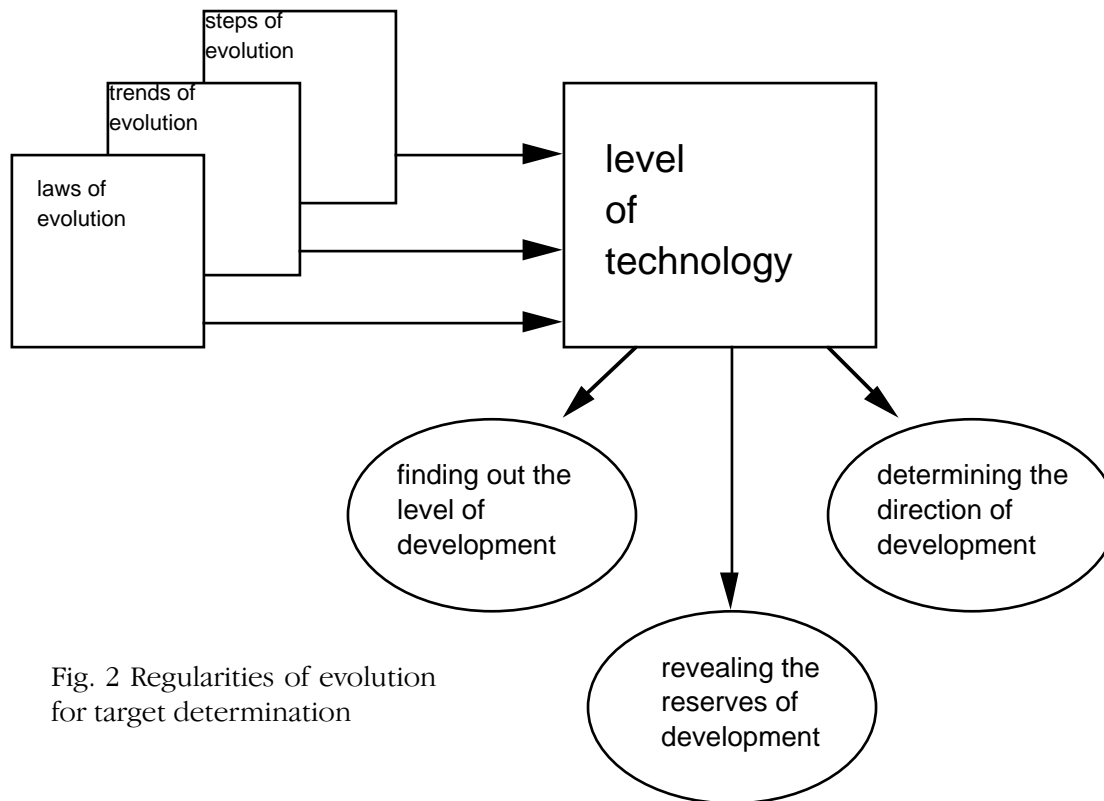 steps of
evolution
trends of
evolution
laws of
evolution
level
of
technology
finding out the
level of
development
determining the
direction of
development
revealing the
reserves of
development
Fig. 2 Regularities of evolution
for target determination